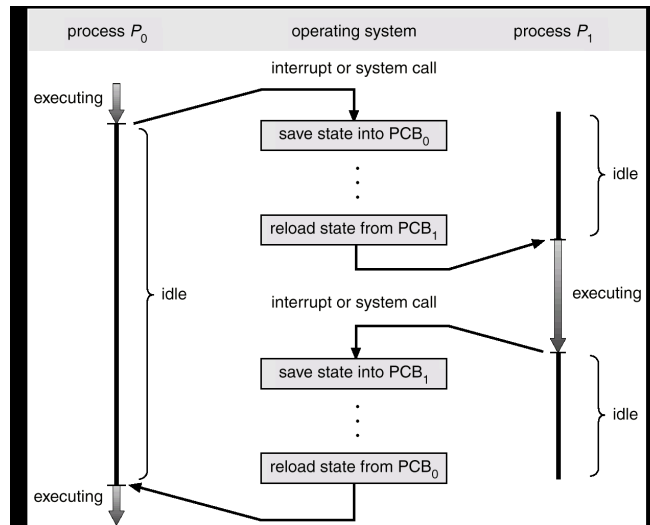 process P0
operating system
process P1
interrupt or system call
executing
save state into PCB0
idle
reload state from PCB1
executing
idle
interrupt or system call
save state into PCB1
idle
reload state from PCB0
executing